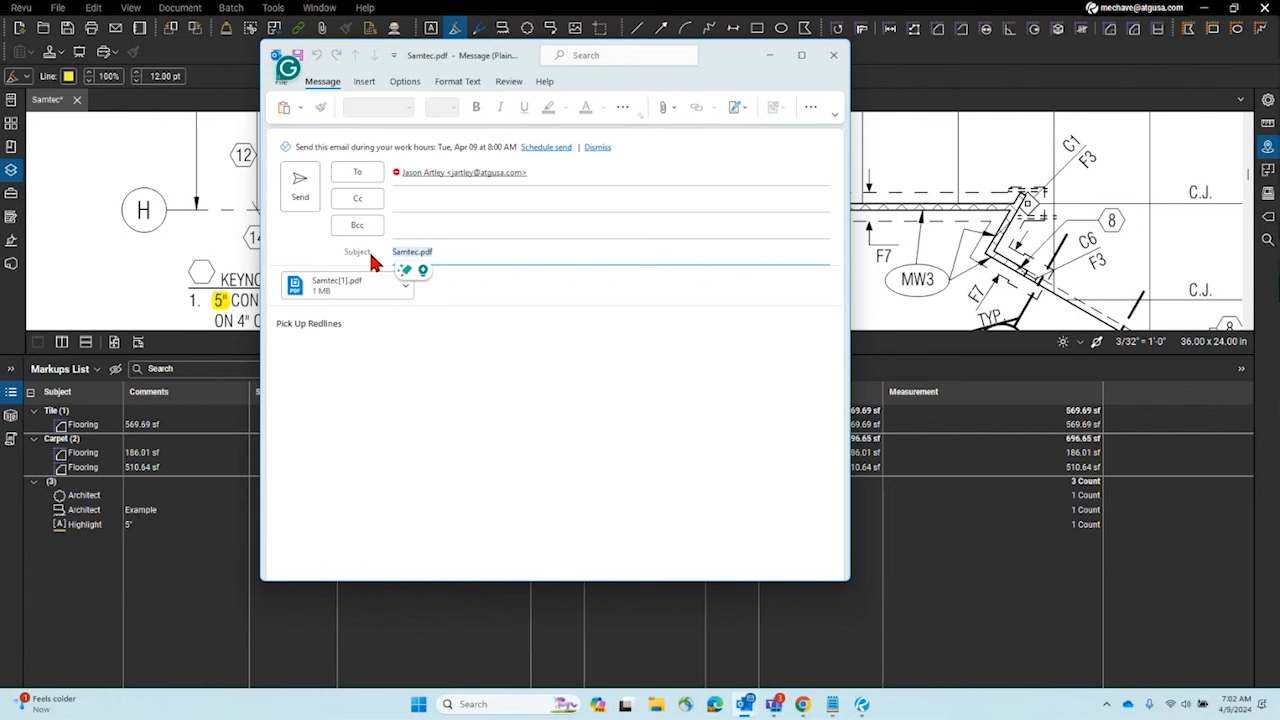 Revu File Edit View Document Batch Tools Window Help mechave@atgusa.com
Line: 100% 12.00 pt
Samtec*
Samtec.pdf - Message (Plain... Search
File Message Insert Options Format Text Review Help
B I U A
Send this email during your work hours: Tue, Apr 09 at 8:00 AM Schedule send | Dismiss
Send
To Jason Artley <jartley@atgusa.com>
Cc
Bcc
Subject Samtec.pdf
PDF Samtec[1].pdf
1 MB
Pick Up Redlines
12
H
14
KEYNO
1. 5" CON
ON 4" C
C1
F3
C.J.
8
F7
C6
F3
MW3
F7
TYP.
C.J.
8
3/32" = 1'-0" 36.00 x 24.00 in
Markups List Search
Subject Comments S Measurement
Tile (1) 569.69 sf 569.69 sf
Flooring 569.69 sf 569.69 sf 569.69 sf
Carpet (2) 696.65 sf 696.65 sf
Flooring 186.01 sf 186.01 sf 186.01 sf
Flooring 510.64 sf 510.64 sf 510.64 sf
(3) 3 Count
Architect 1 Count
Architect Example 1 Count
Highlight 5" 1 Count
1 Feels colder
Now
Search
3
7:02 AM
4/9/2024